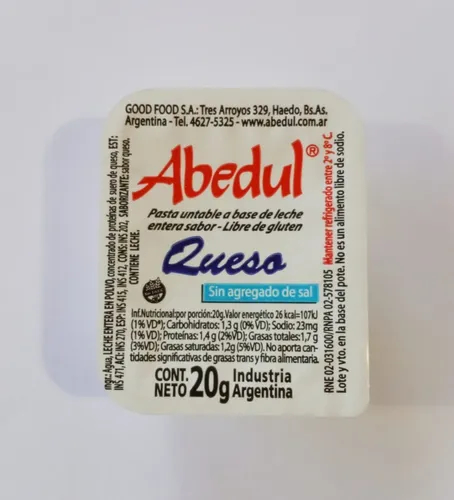 GOOD FOOD S.A.: Tres Arroyos 329, Haedo, Bs.As.
Argentina - Tel. 4627-5325 - www.abedul.com.ar
Abedul®
Pasta untable a base de leche
entera sabor - Libre de gluten
Queso
Sin agregado de sal
Inf.Nutricional:por porción:20g.Valor energético 26 kcal=107kJ
(1% VD*); Carbohidratos: 1,3 g (0% VD); Sodio: 23mg
(1%VD); Proteínas: 1,4 g (2%VD); Grasas totales:1,7 g
(3%VD); Grasas saturadas: 1,2g (5%VD). No aporta can-
tidades significativas de grasas trans y fibra alimentaria.
CONT. NETO 20g
Industria
Argentina
Ingr.: Agua, LECHE ENTERA EN POLVO, concentrado de proteínas de suero de queso, EST:
INS 471, ACI: INS 270, ESP: INS 415, INS 412, CONS: INS 202, SABORIZANTE: sabor queso.
CONTIENE LECHE.
RNE 02-031600/RNPA 02-578105 Mantener refrigerado entre 2° y 8° C.
Lote y vto. en la base del pote. No es un alimento libre de sodio.